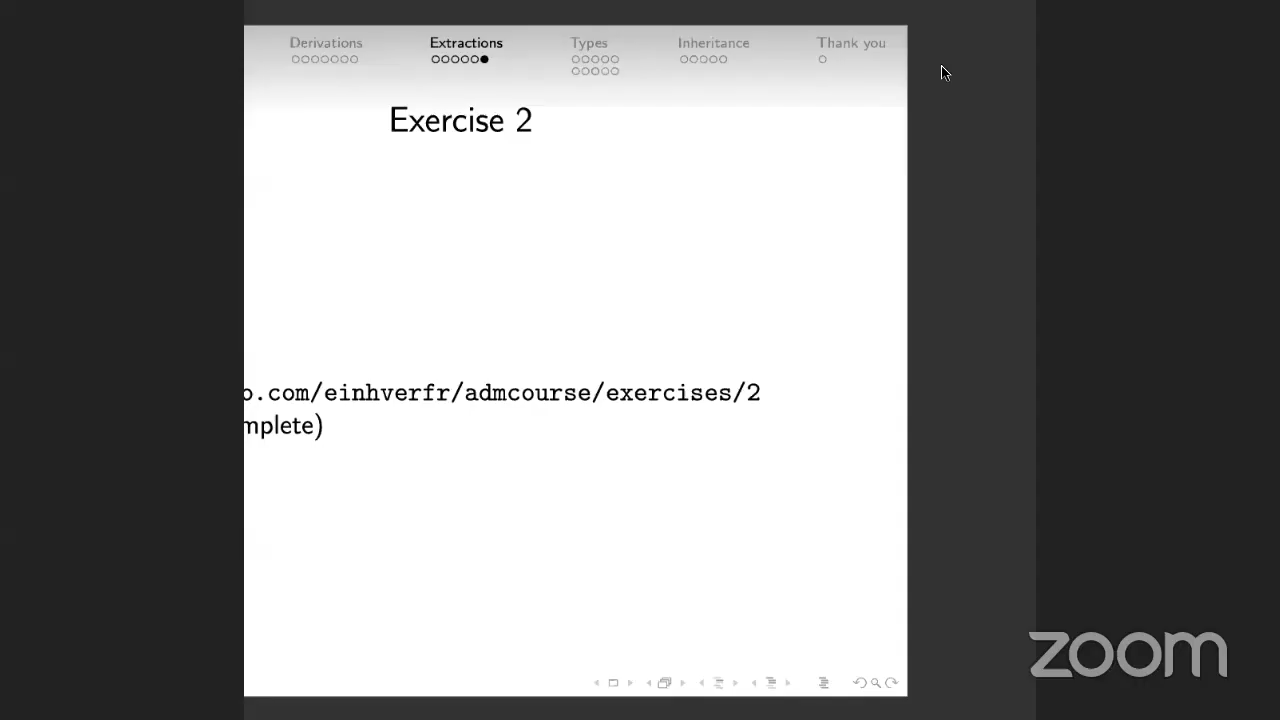 Derivations Extractions Types Inheritance Thank you
Exercise 2
o.com/einhverfr/admcourse/exercises/2
mplete)
zoom